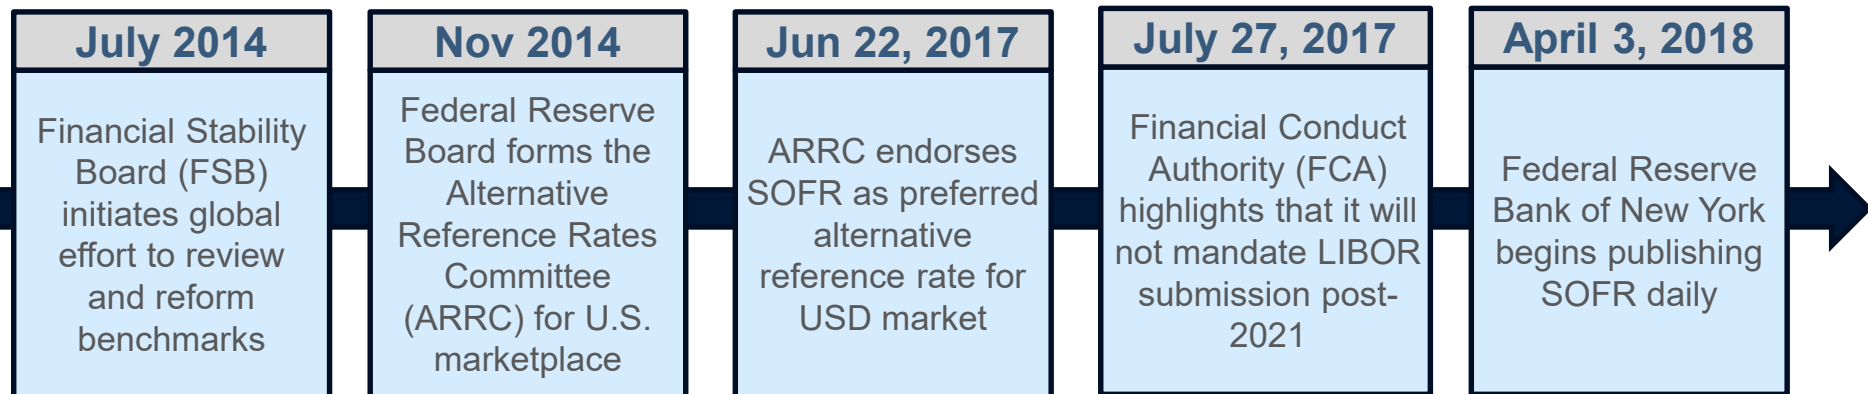 July 2014
Financial Stability
Board (FSB)
initiates global
effort to review
and reform
benchmarks
Nov 2014
Federal Reserve
Board forms the
Alternative
Reference Rates
Committee
(ARRC) for U.S.
marketplace
Jun 22, 2017
ARRC endorses
SOFR as preferred
alternative
reference rate for
USD market
July 27, 2017
Financial Conduct
Authority (FCA)
highlights that it will
not mandate LIBOR
submission post-
2021
April 3, 2018
Federal Reserve
Bank of New York
begins publishing
SOFR daily